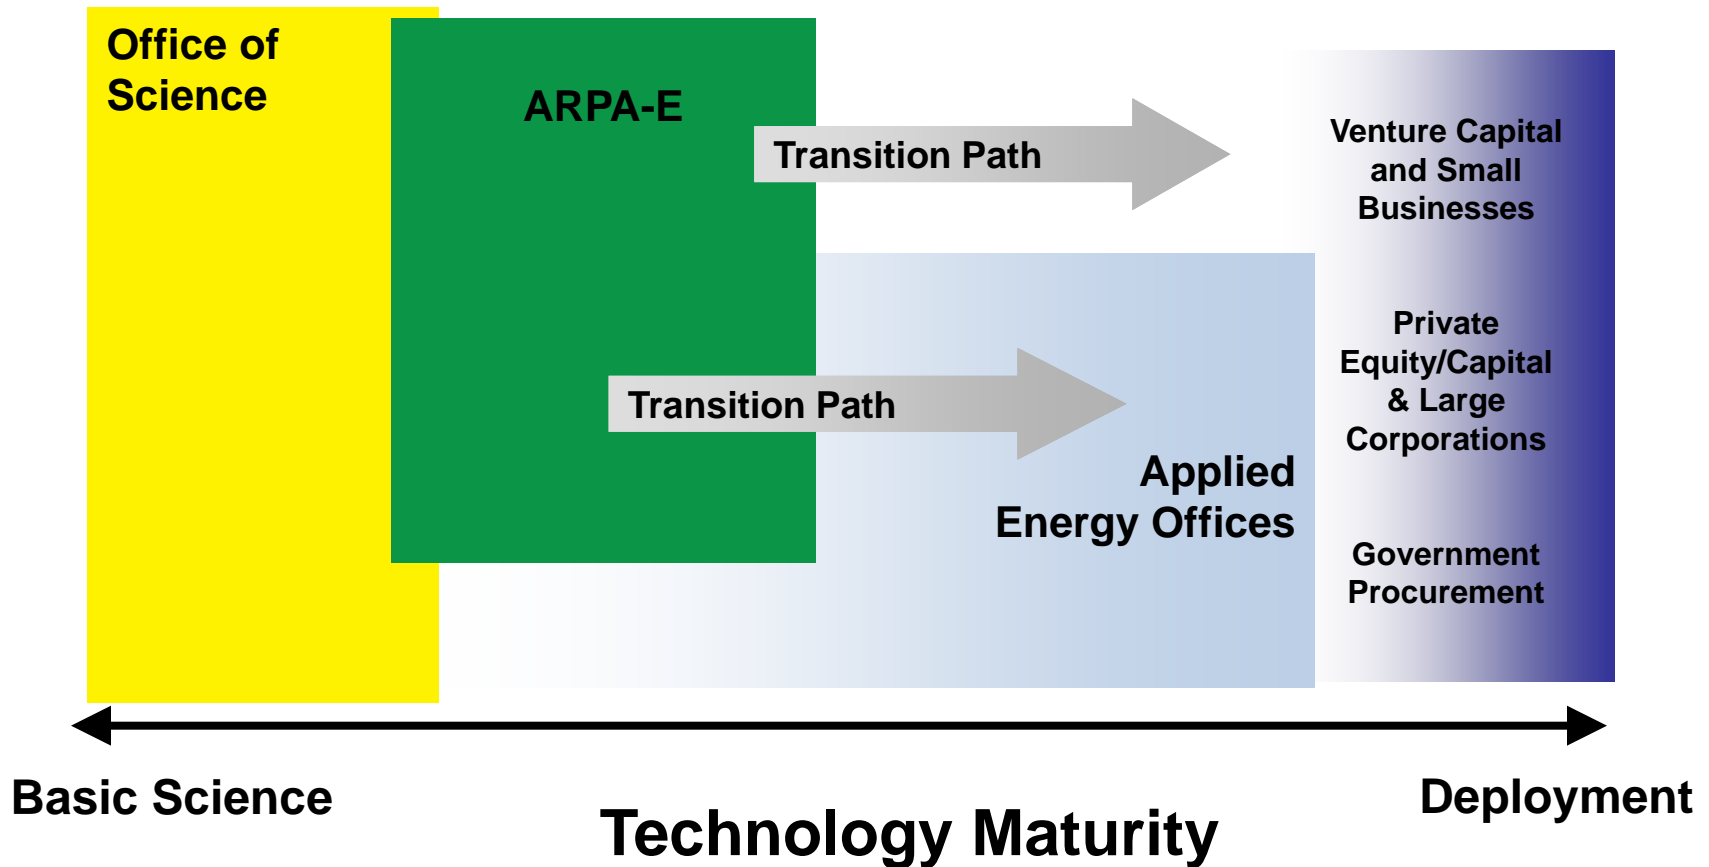 Office of
Science
ARPA-E
Transition Path
Venture Capital
and Small
Businesses
Transition Path
Private
Equity/Capital
& Large
Corporations
Applied
Energy Offices
Government
Procurement
Basic Science
Technology Maturity
Deployment